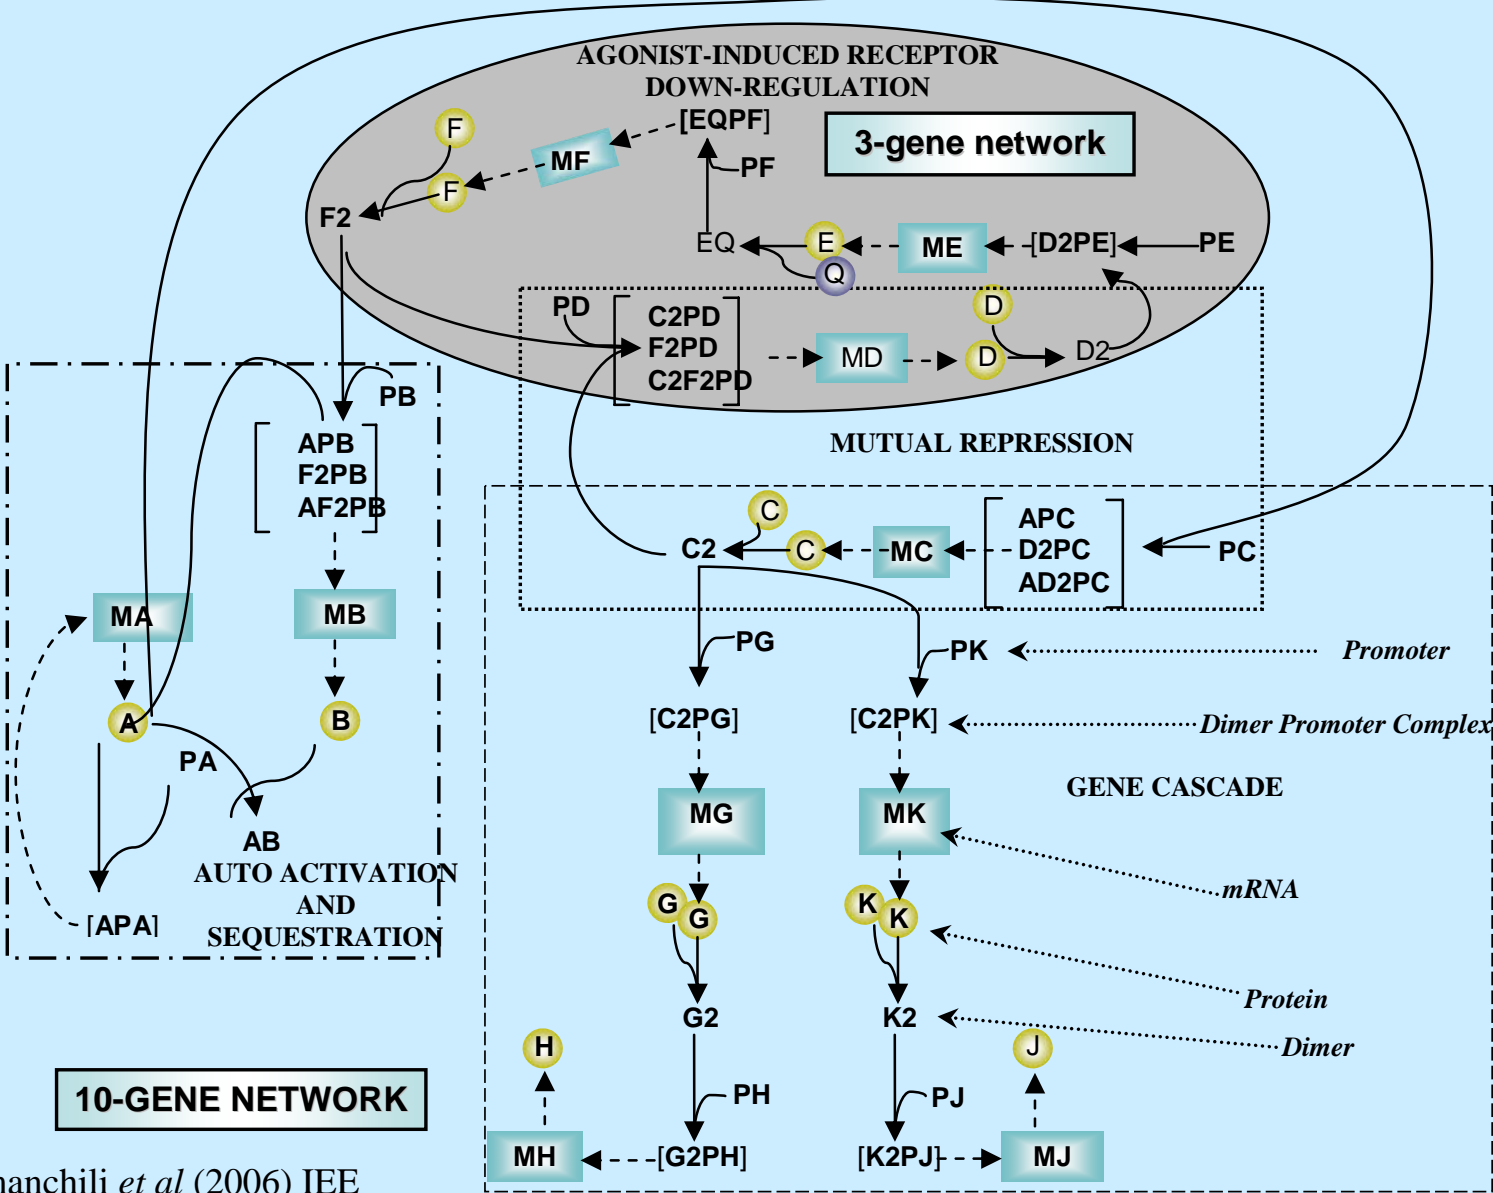 AGONIST-INDUCED RECEPTOR
DOWN-REGULATION
3-gene network
[EQPF]
PF
MF
F
F
F2
EQ
E
Q
ME
[D2PE]
PE
PD
C2PD
F2PD
C2F2PD
MD
D
D
D2
MUTUAL REPRESSION
PB
APB
F2PB
AF2PB
MA
MB
A
B
PA
AB
[APA]
AUTO ACTIVATION
AND
SEQUESTRATION
C2
C
C
MC
APC
D2PC
AD2PC
PC
PG
PK
Promoter
[C2PG]
[C2PK]
Dimer Promoter Complex
GENE CASCADE
MG
MK
mRNA
G
G
K
K
Protein
G2
K2
Dimer
H
J
PH
PJ
MH
[G2PH]
[K2PJ]
MJ
10-GENE NETWORK
et al (2006) IEE